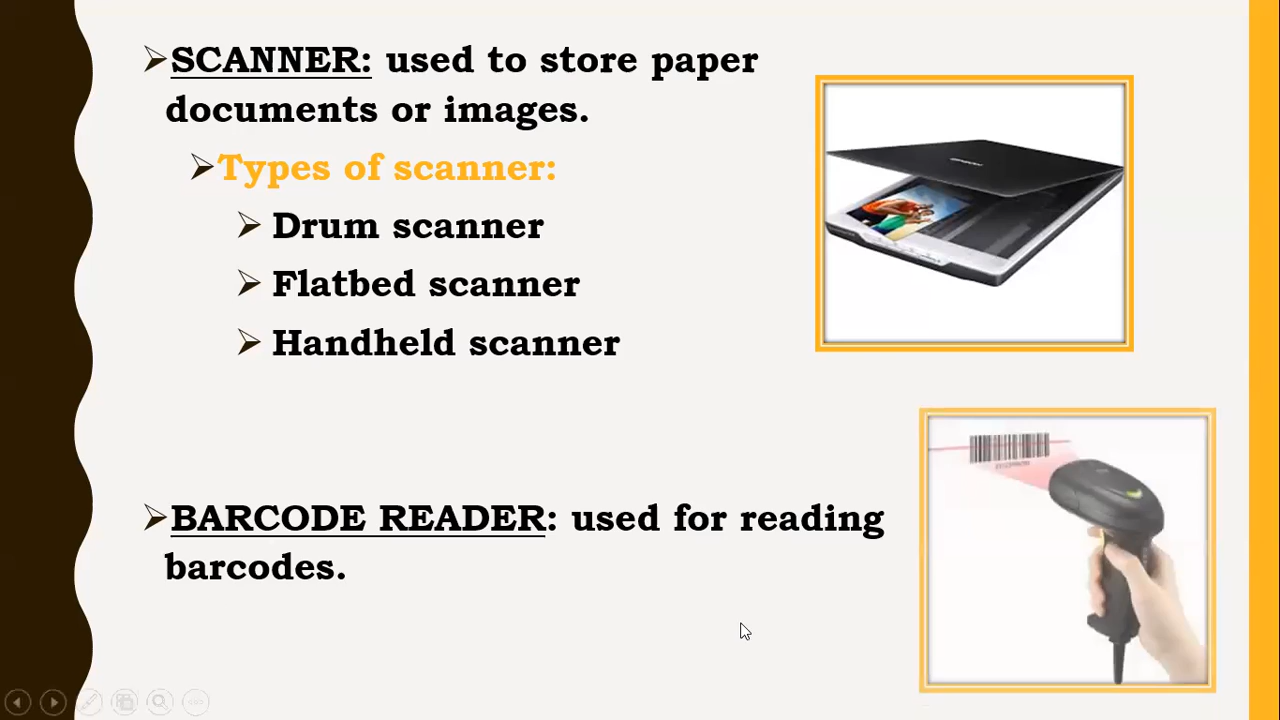 SCANNER: used to store paper
documents or images.
Types of scanner:
Drum scanner
Flatbed scanner
Handheld scanner
BARCODE READER: used for reading
barcodes.